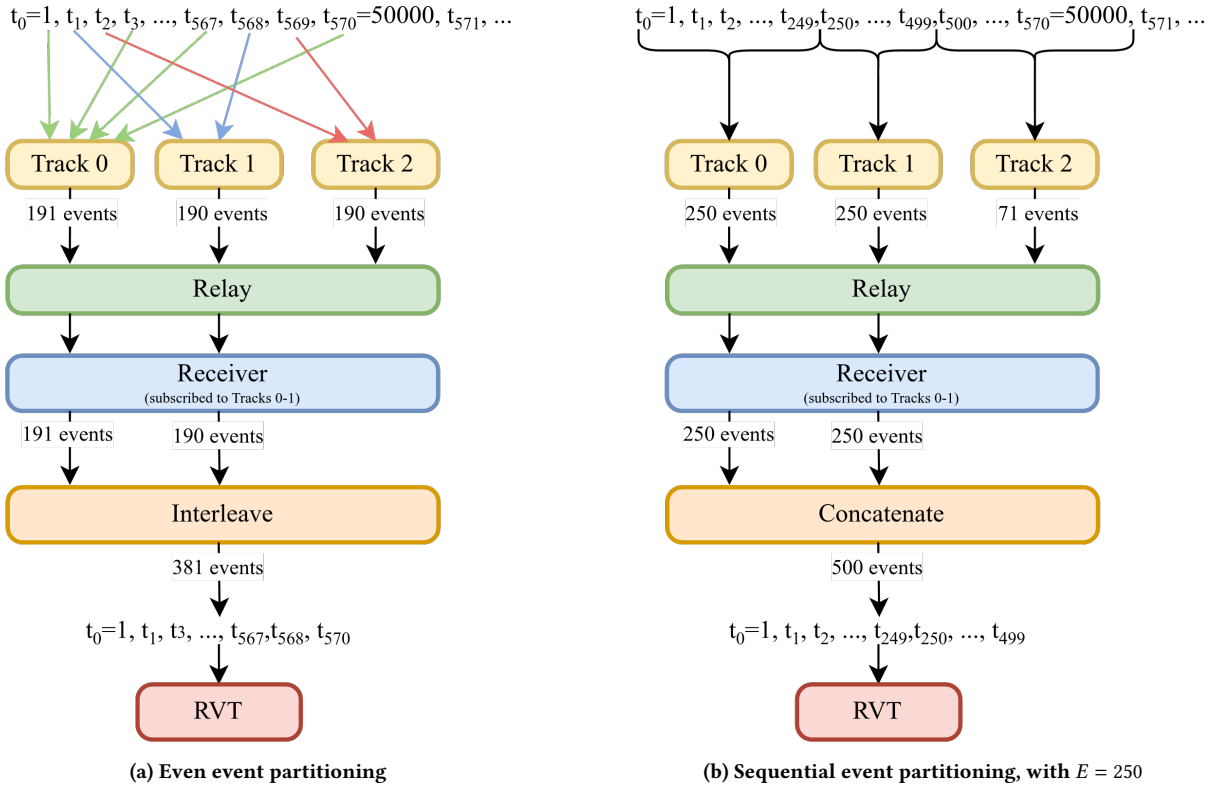 t0=1, t1, t2, t3, ..., t567, t568, t569, t570=50000, t571, ...
Track 0
Track 1
Track 2
191 events
190 events
190 events
Relay
Receiver
(subscribed to Tracks 0-1)
191 events
190 events
Interleave
381 events
t0=1, t1, t3, ..., t567,t568, t570
RVT
(a) Even event partitioning
t0=1, t1, t2, ..., t249,t250, ..., t499,t500, ..., t570=50000, t571, ...
Track 0
Track 1
Track 2
250 events
250 events
71 events
Relay
Receiver
(subscribed to Tracks 0-1)
250 events
250 events
Concatenate
500 events
t0=1, t1, t2, ..., t249,t250, ..., t499
RVT
(b) Sequential event partitioning, with E = 250